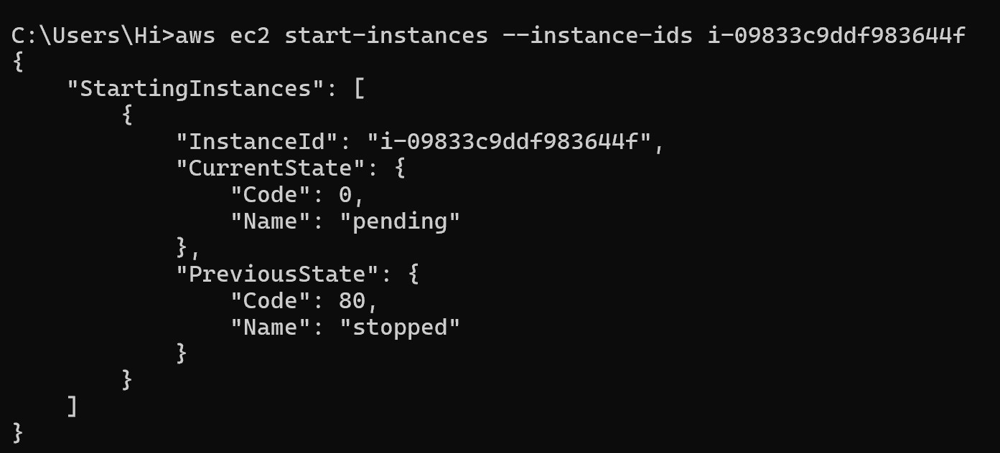 C:\Users\Hi>aws ec2 start-instances --instance-ids i-09833c9ddf983644f
{
    "StartingInstances": [
        {
            "InstanceId": "i-09833c9ddf983644f",
            "CurrentState": {
                "Code": 0,
                "Name": "pending"
            },
            "PreviousState": {
                "Code": 80,
                "Name": "stopped"
            }
        }
    ]
}